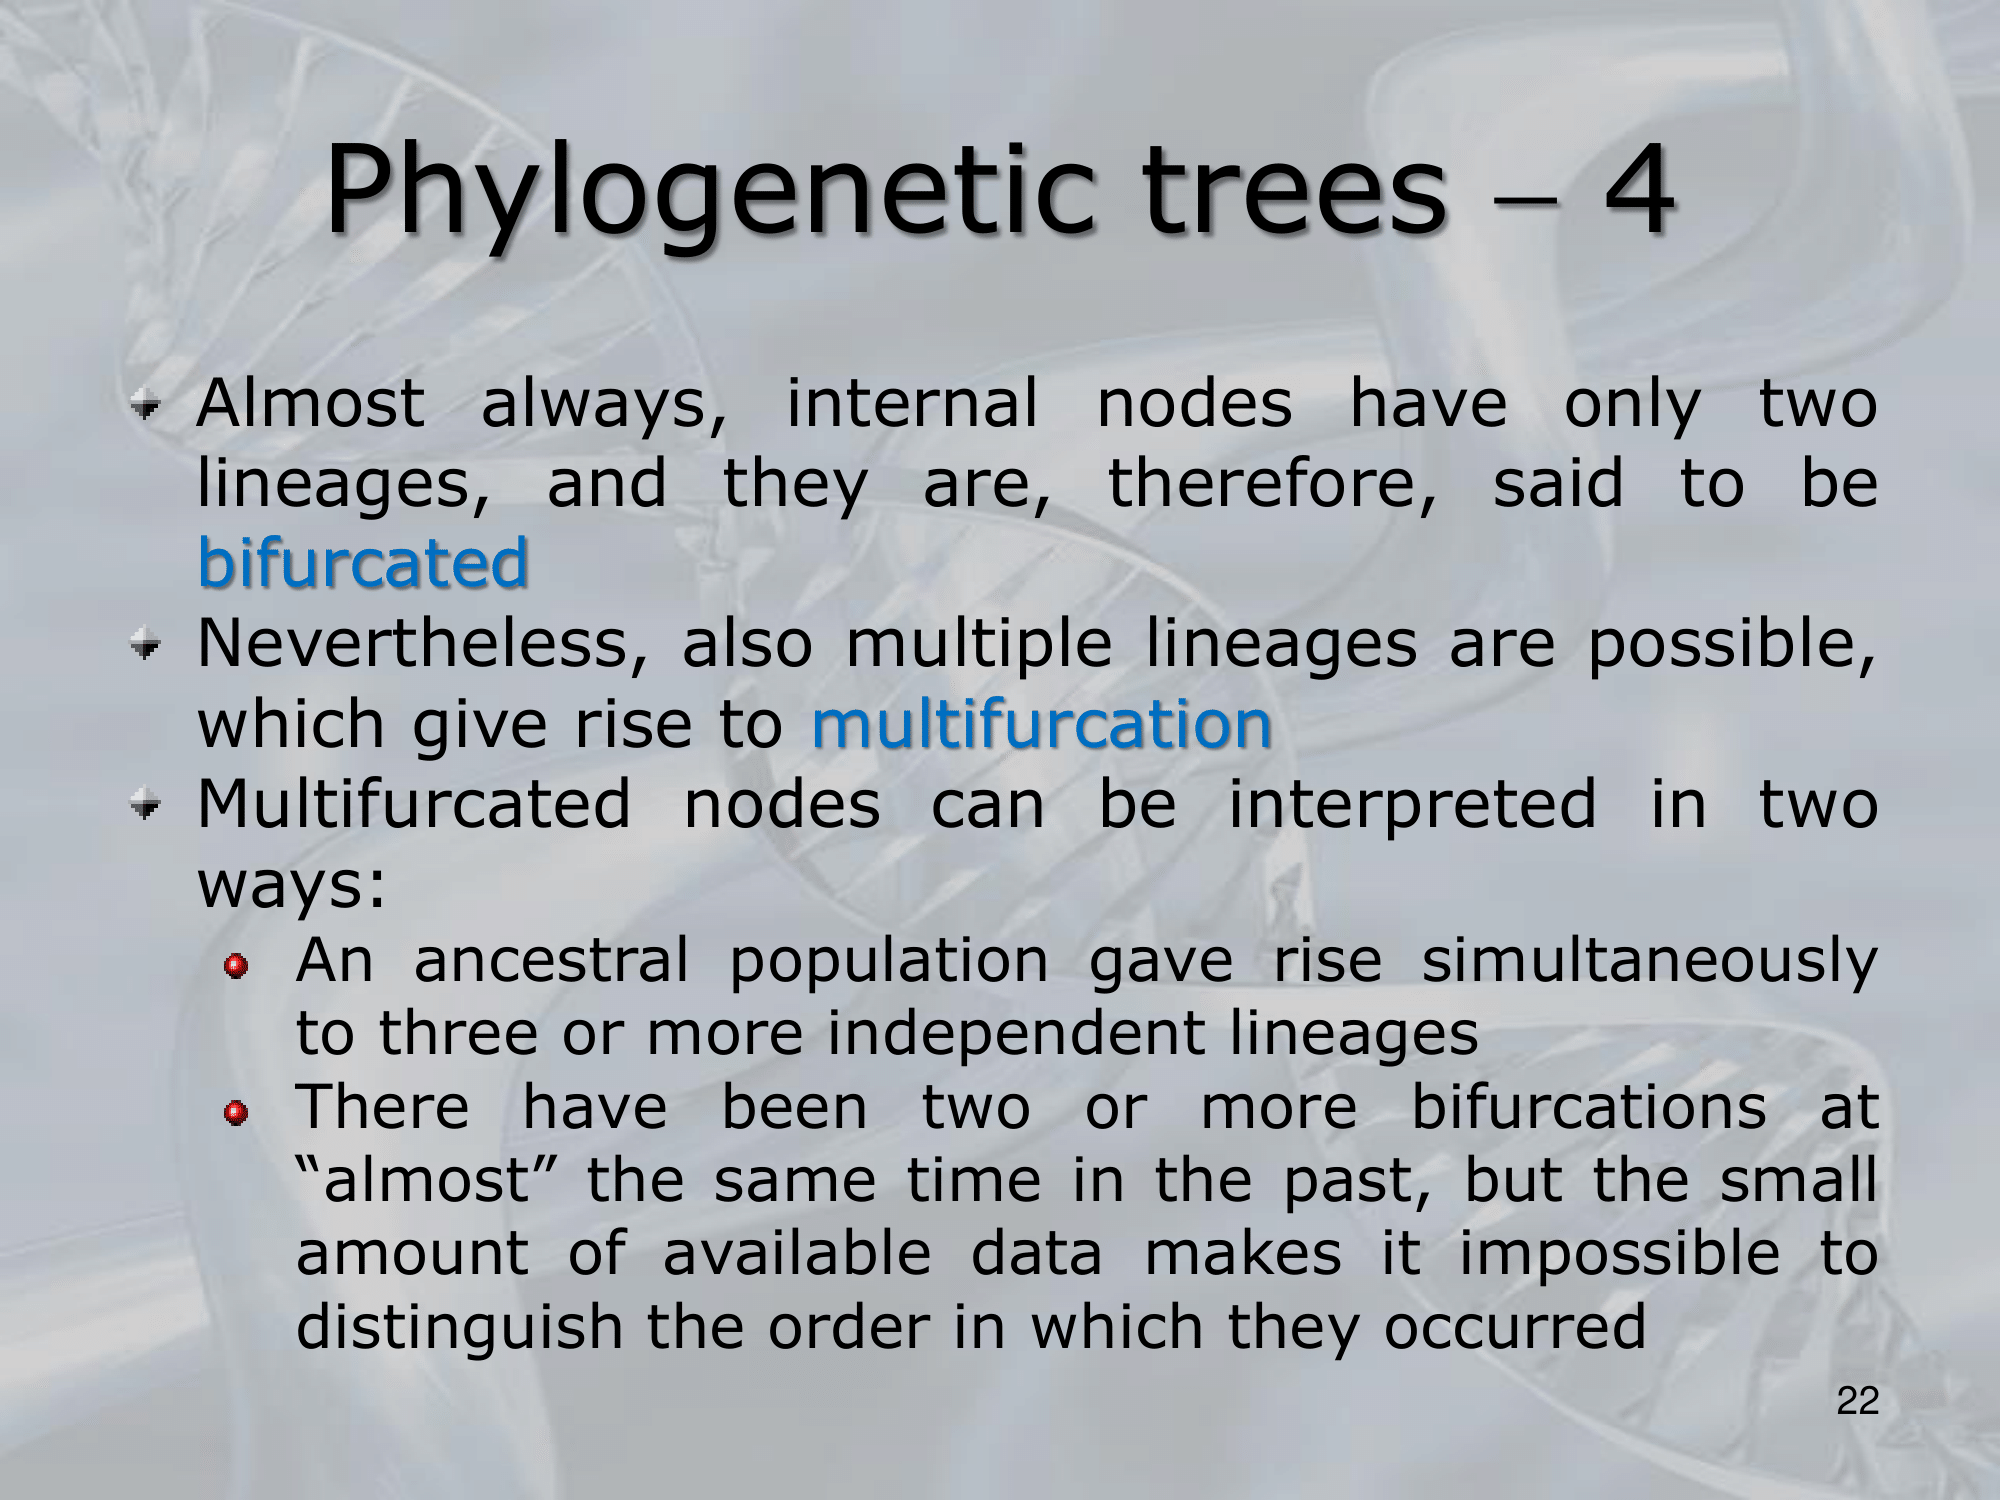 Phylogenetic trees – 4
Almost always, internal nodes have only two
lineages, and they are, therefore, said to be
bifurcated
Nevertheless, also multiple lineages are possible,
which give rise to multifurcation
Multifurcated nodes can be interpreted in two
ways:
An ancestral population gave rise simultaneously
to three or more independent lineages
There have been two or more bifurcations at
“almost” the same time in the past, but the small
amount of available data makes it impossible to
distinguish the order in which they occurred
22